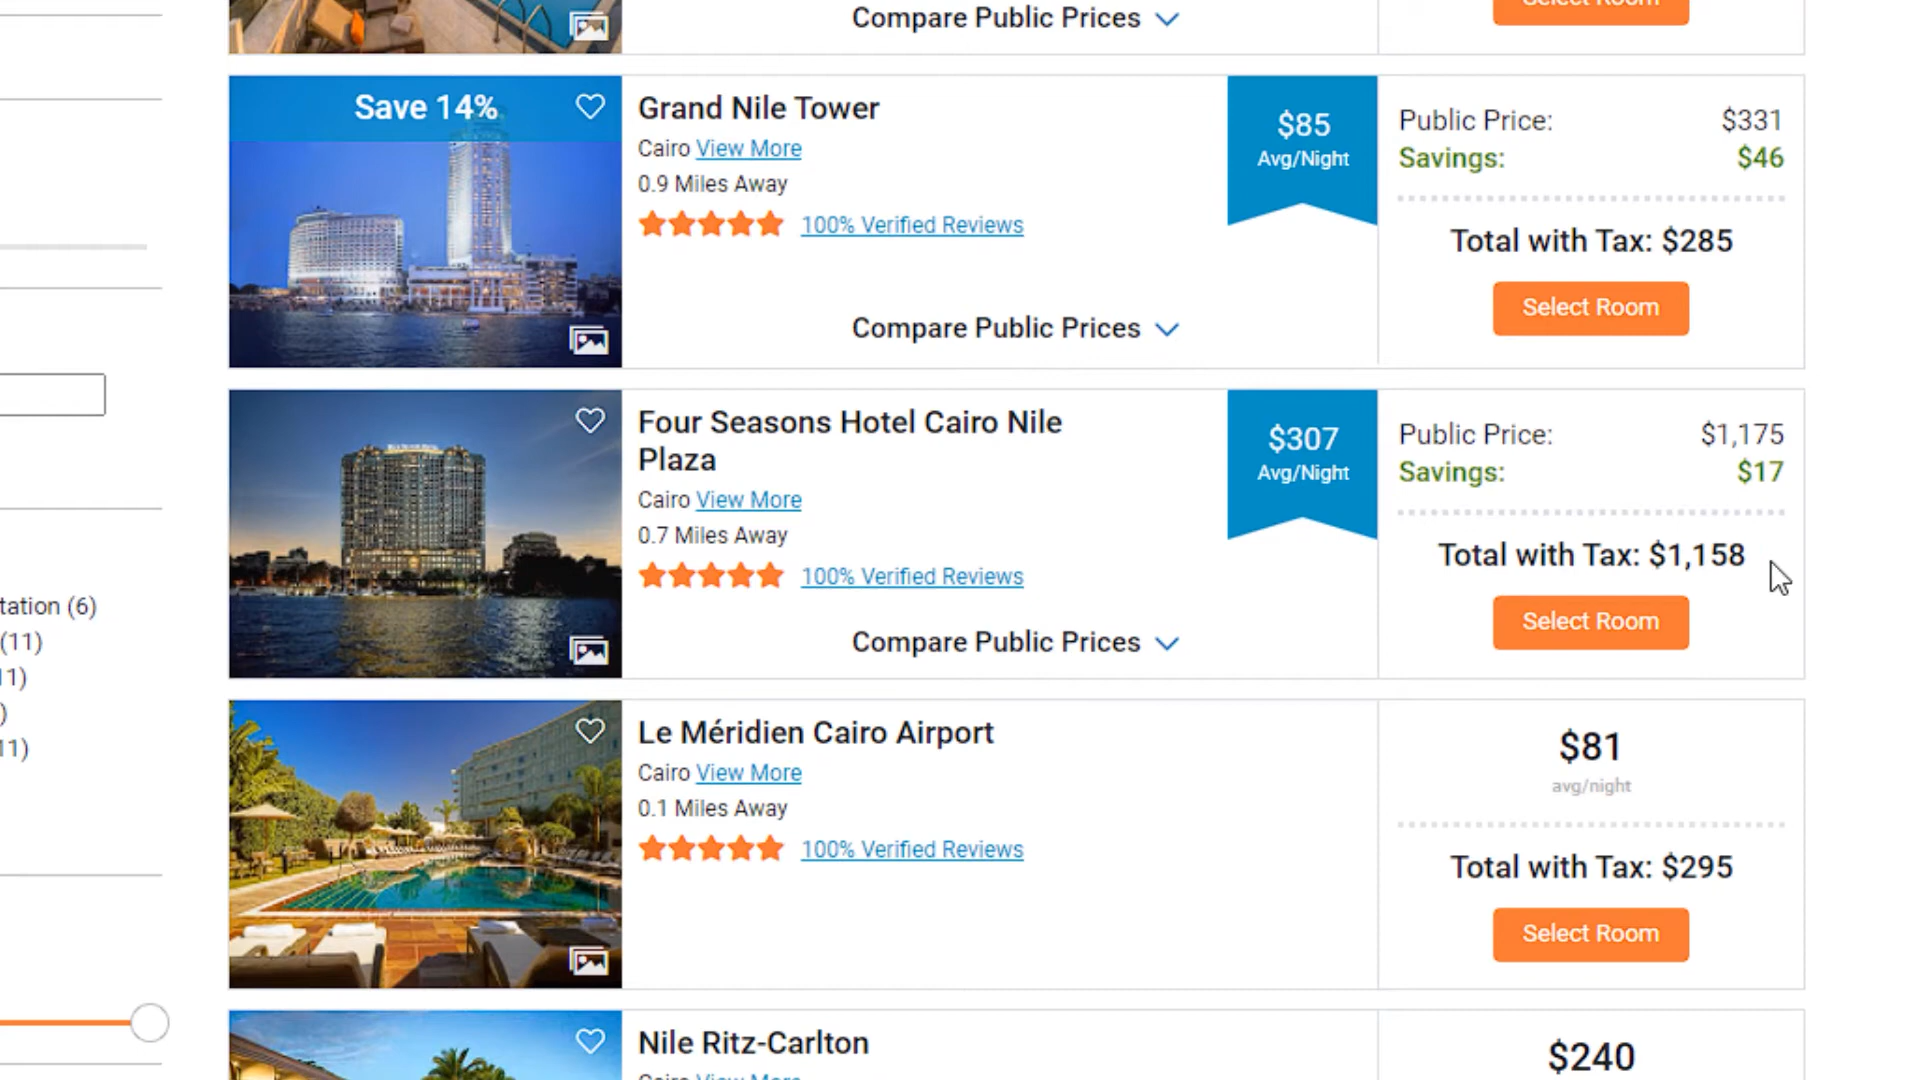 Compare Public Prices
Select Room
Save 14%
Grand Nile Tower
Cairo View More
0.9 Miles Away
100% Verified Reviews
Compare Public Prices
$85
Avg/Night
Public Price: $331
Savings: $46
Total with Tax: $285
Select Room
Four Seasons Hotel Cairo Nile
Plaza
Cairo View More
0.7 Miles Away
100% Verified Reviews
Compare Public Prices
$307
Avg/Night
Public Price: $1,175
Savings: $17
Total with Tax: $1,158
Select Room
tation (6)
(11)
11)
)
11)
Le Méridien Cairo Airport
Cairo View More
0.1 Miles Away
100% Verified Reviews
$81
avg/night
Total with Tax: $295
Select Room
Nile Ritz-Carlton
Cairo View More
$240